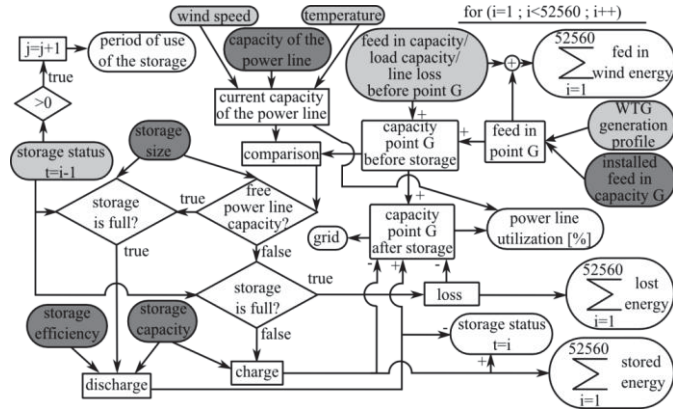 for (i=1 ; i<52560 ; i++)
j=j+1
period of use
of the storage
wind speed
temperature
capacity of the
power line
feed in capacity/
load capacity/
line loss
before point G
+
52560
∑
i=1
fed in
wind energy
true
>0
current capacity
of the power line
+
capacity
point G
before storage
+
feed in
point G
WTG
generation
profile
storage status
t=i-1
storage
size
comparison
installed
feed in
capacity G
storage
is full?
true
free
power line
capacity?
+
capacity
point G
after storage
grid
power line
utilization [%]
true
false
- + -
storage
is full?
true
loss
52560
∑
i=1
lost
energy
storage
efficiency
storage
capacity
false
-
storage status
t=i
+
discharge
charge
52560
∑
i=1
stored
energy